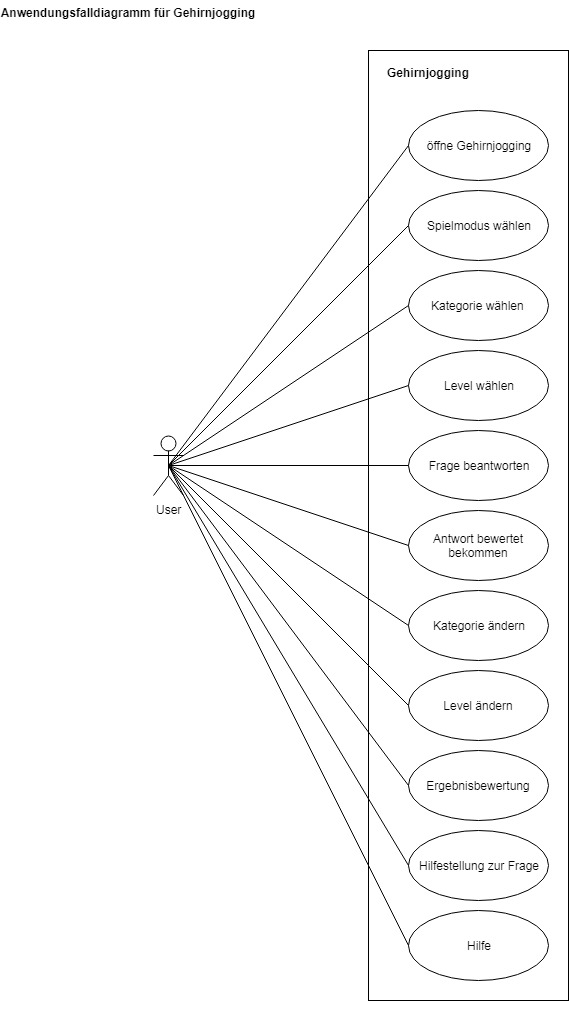 Anwendungsfalldiagramm für Gehirnjogging
Gehirnjogging
öffne Gehirnjogging
Spielmodus wählen
Kategorie wählen
Level wählen
Frage beantworten
User
Antwort bewertet
bekommen
Kategorie ändern
Level ändern
Ergebnisbewertung
Hilfestellung zur Frage
Hilfe